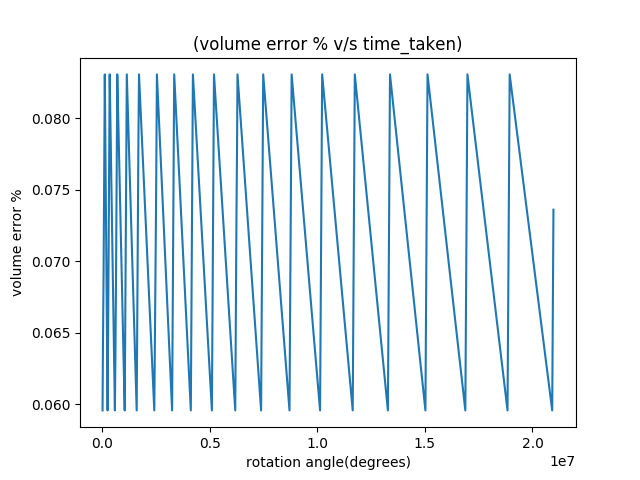 (volume error % v/s time_taken)
volume error %
0.080
0.075
0.070
0.065
0.060
0.0 0.5 1.0 1.5 2.0
1e7
rotation angle(degrees)